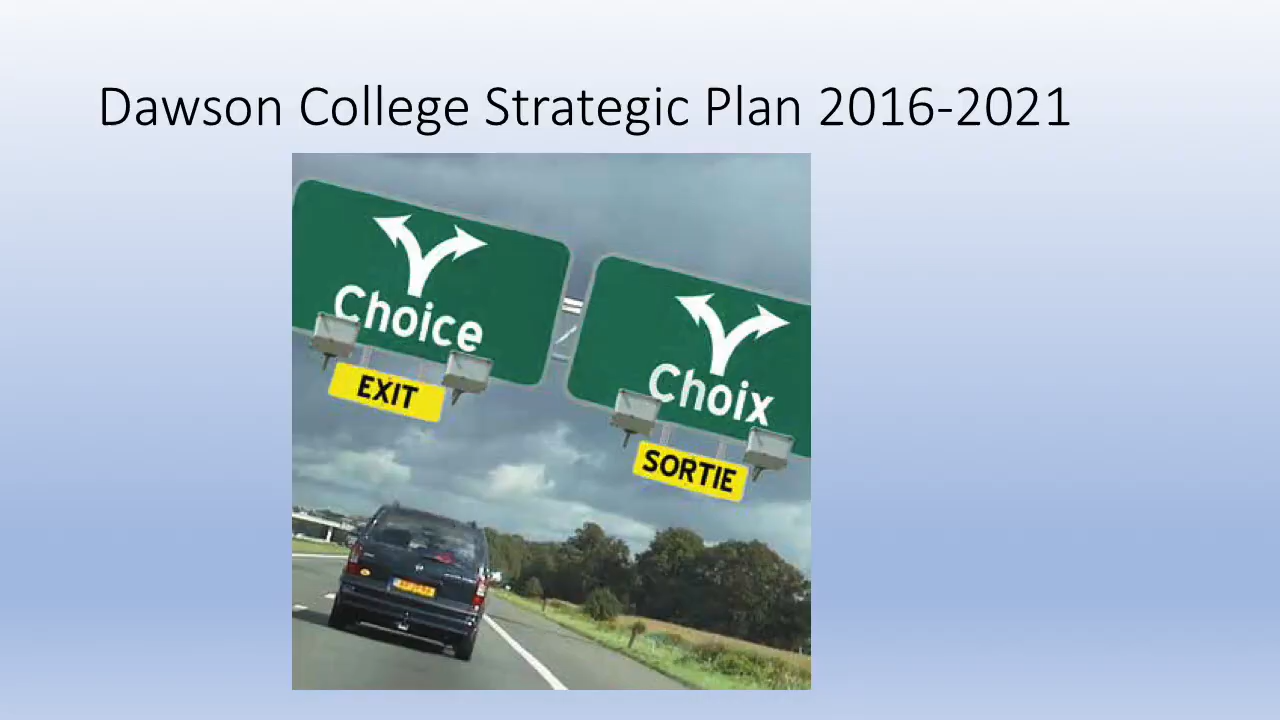 Dawson College Strategic Plan 2016-2021
Choice
EXIT
Choix
SORTIE